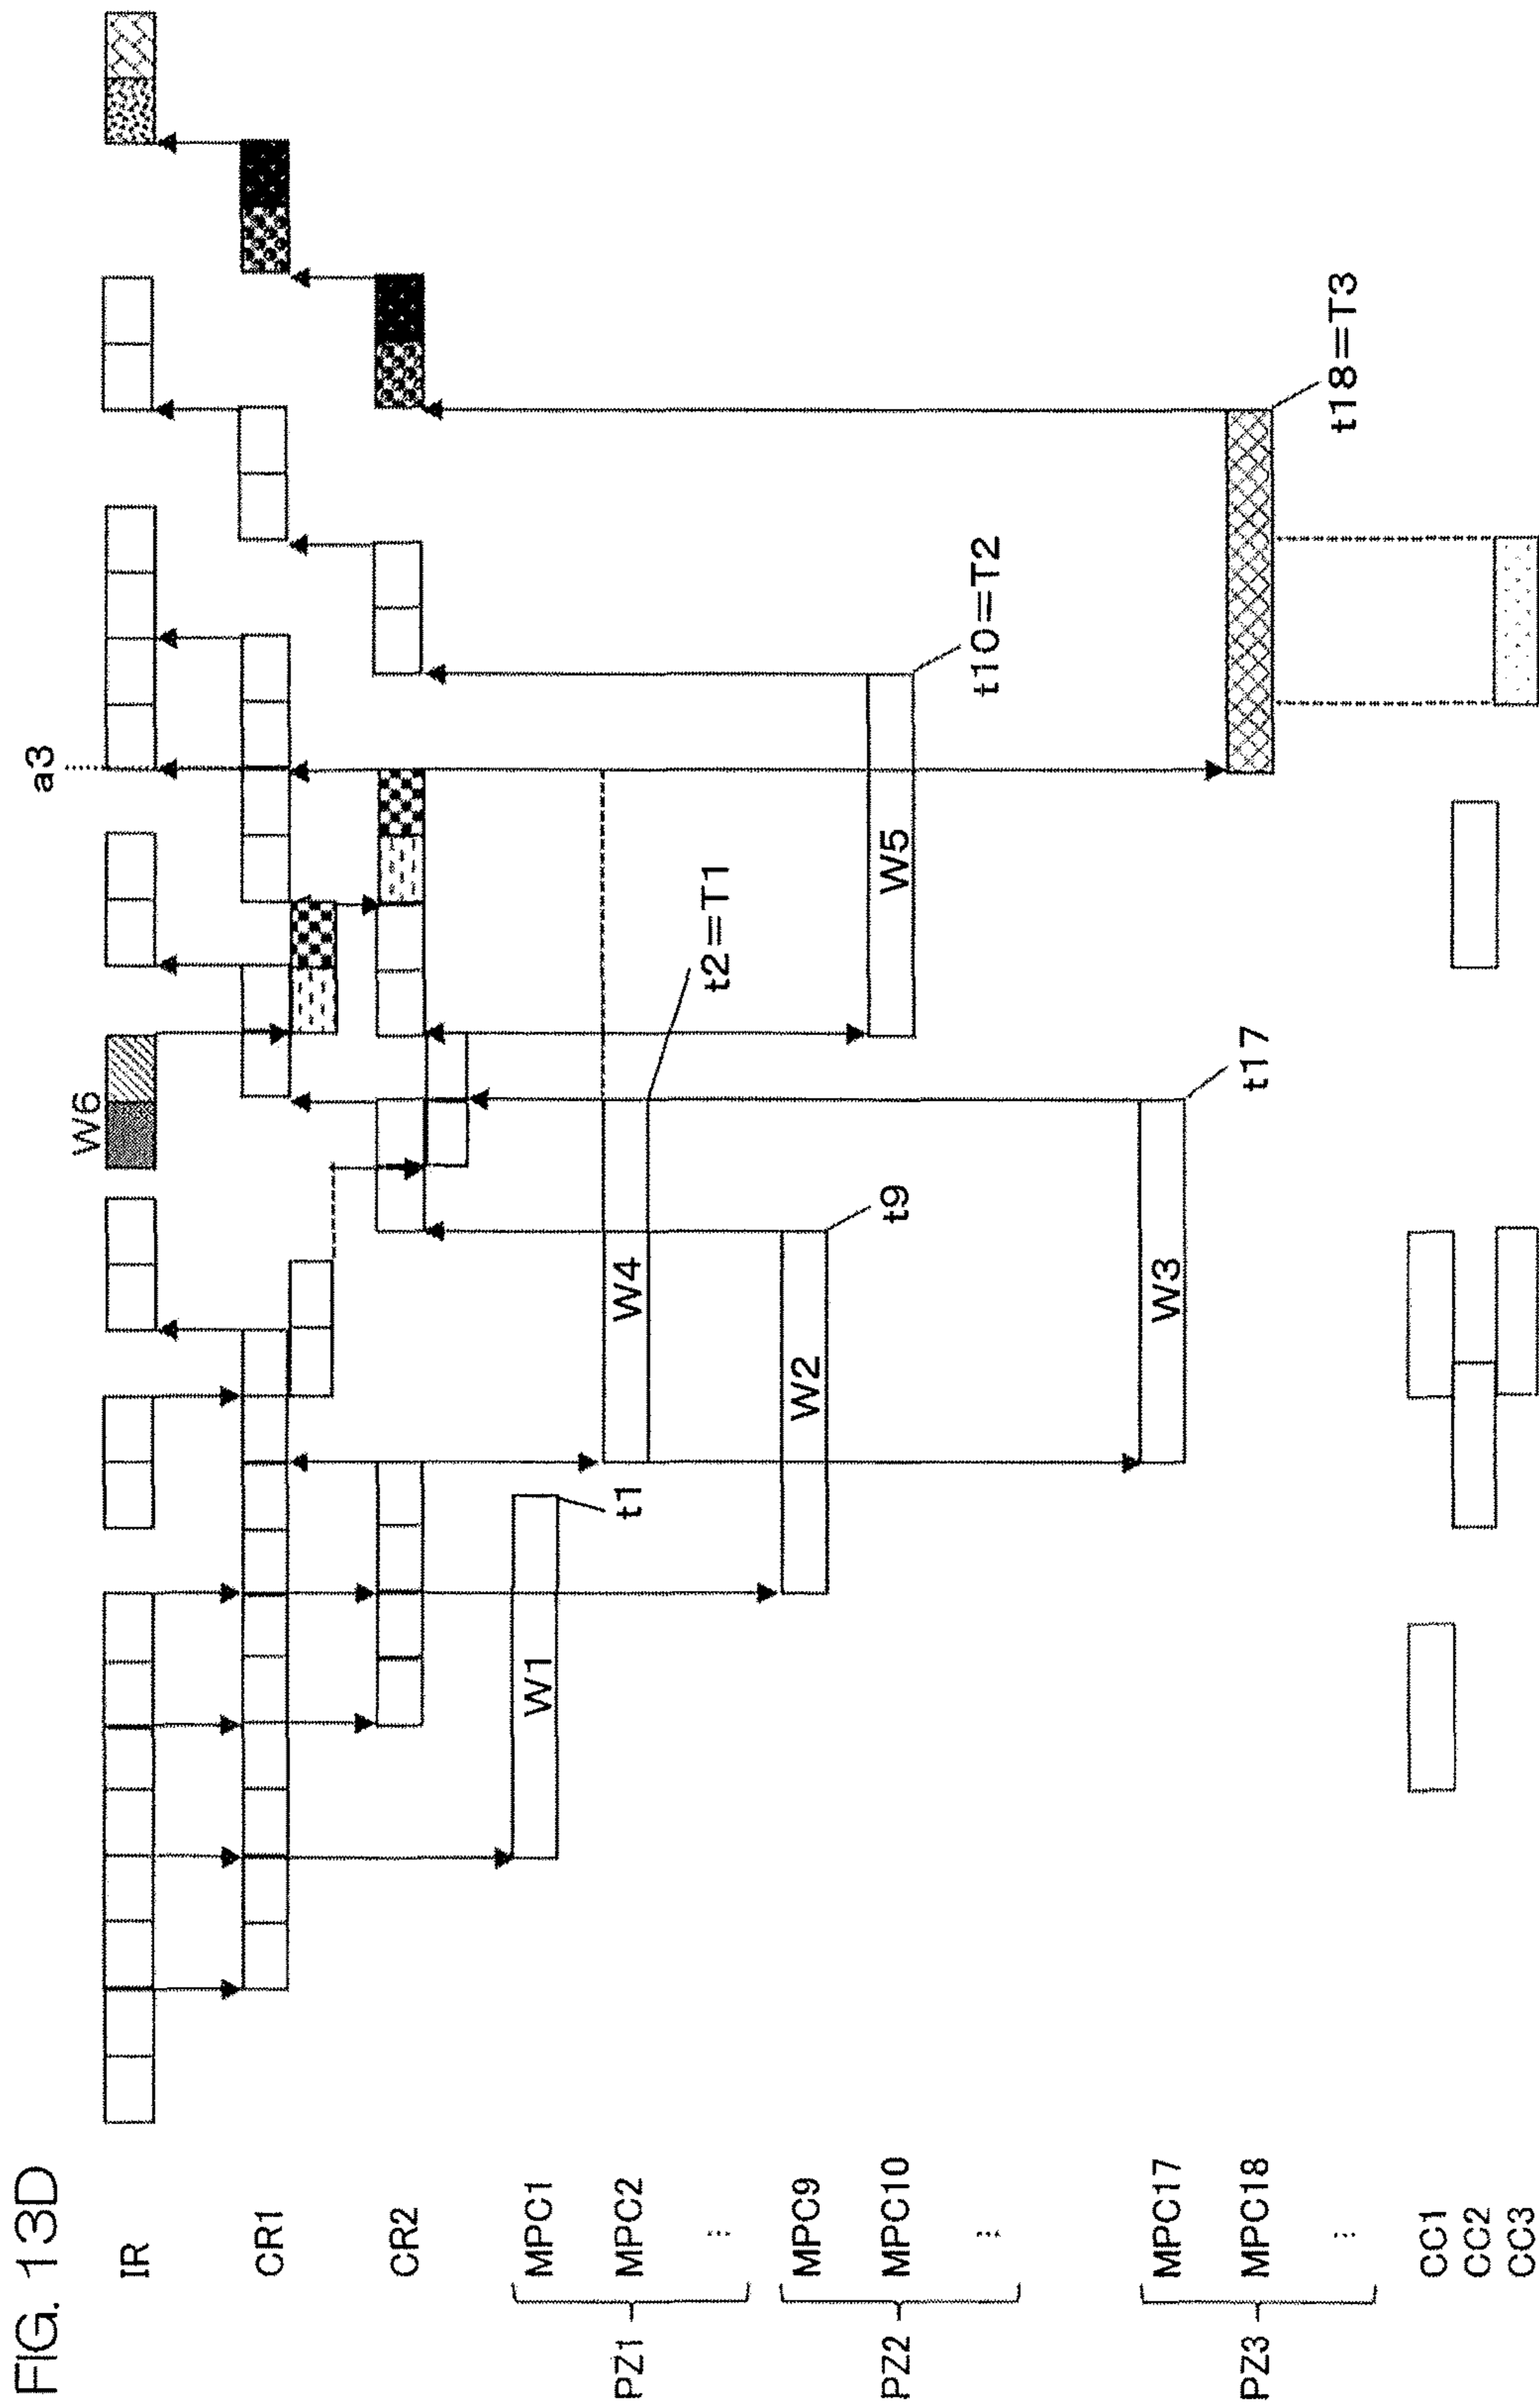 FIG. 13D
a3
W6
IR
CR1
CR2
W1
t1
MPC1
W4
t2=T1
MPC2
PZ1
W2
t9
MPC9
W5
t10=T2
MPC10
PZ2
W3
t17
MPC17
t18=T3
MPC18
PZ3
CC1
CC2
CC3